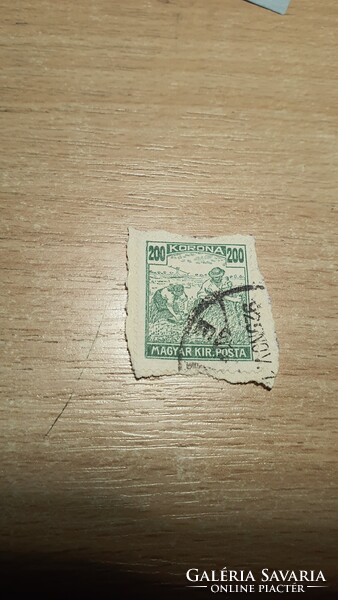 200 KORONA 200
MAGYAR KIR. POSTA
GALÉRIA SAVARIA
ONLINE PIACTÉR